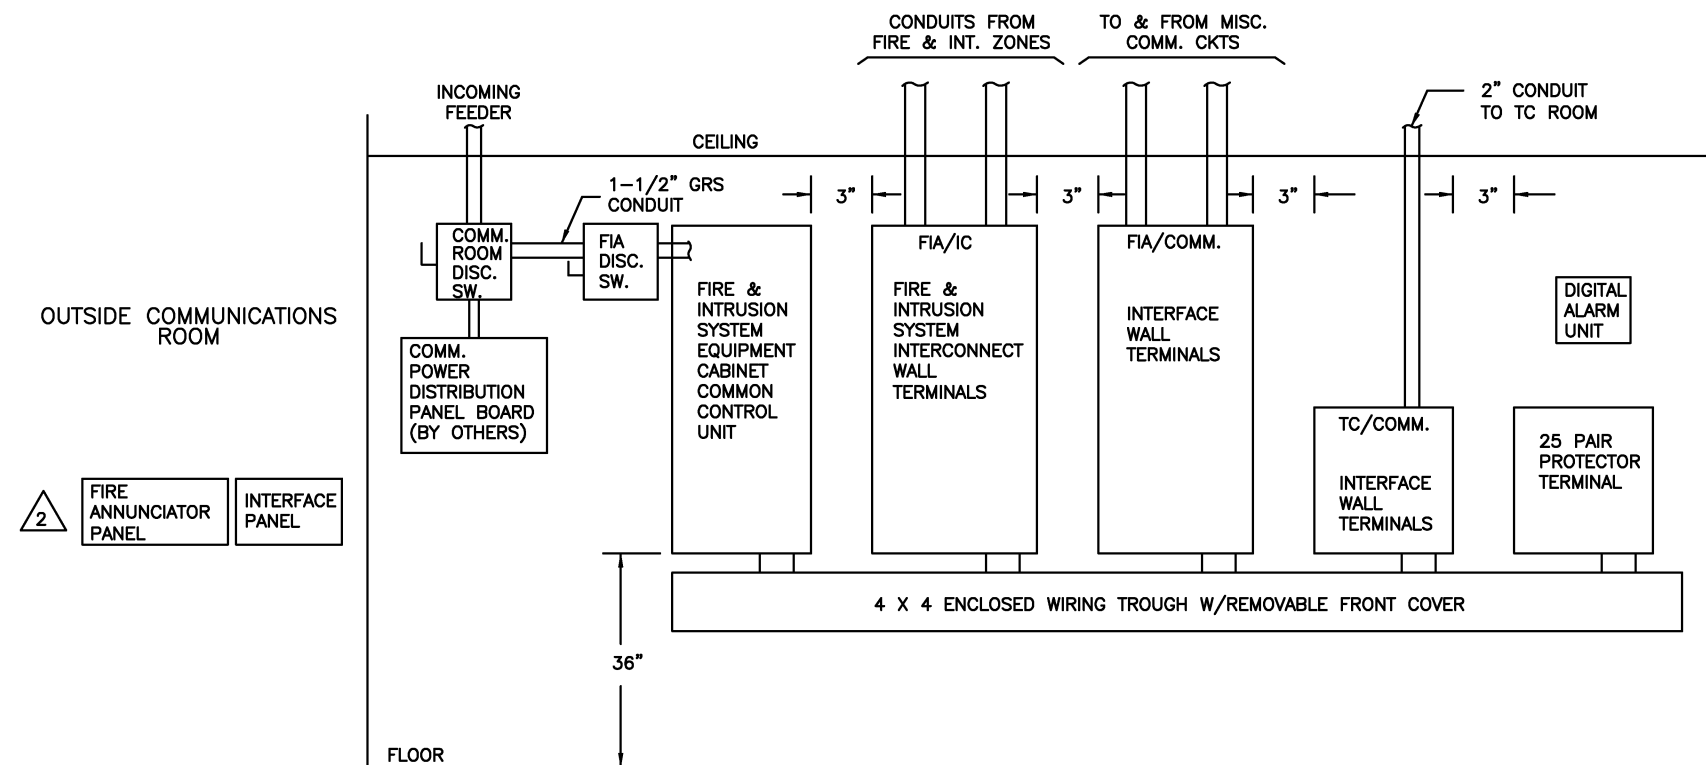 CONDUITS FROM
FIRE & INT. ZONES
TO & FROM MISC.
COMM. CKTS
INCOMING
FEEDER
2" CONDUIT
TO TC ROOM
CEILING
1-1/2" GRS
CONDUIT
3"
3"
3"
3"
COMM.
ROOM
DISC.
SW.
FIA
DISC.
SW.
FIRE &
INTRUSION
SYSTEM
EQUIPMENT
CABINET
COMMON
CONTROL
UNIT
FIA/IC
FIRE &
INTRUSION
SYSTEM
INTERCONNECT
WALL
TERMINALS
FIA/COMM.
INTERFACE
WALL
TERMINALS
DIGITAL
ALARM
UNIT
OUTSIDE COMMUNICATIONS
ROOM
COMM.
POWER
DISTRIBUTION
PANEL BOARD
(BY OTHERS)
TC/COMM.
INTERFACE
WALL
TERMINALS
25 PAIR
PROTECTOR
TERMINAL
2
FIRE
ANNUNCIATOR
PANEL
INTERFACE
PANEL
4 X 4 ENCLOSED WIRING TROUGH W/REMOVABLE FRONT COVER
36"
FLOOR